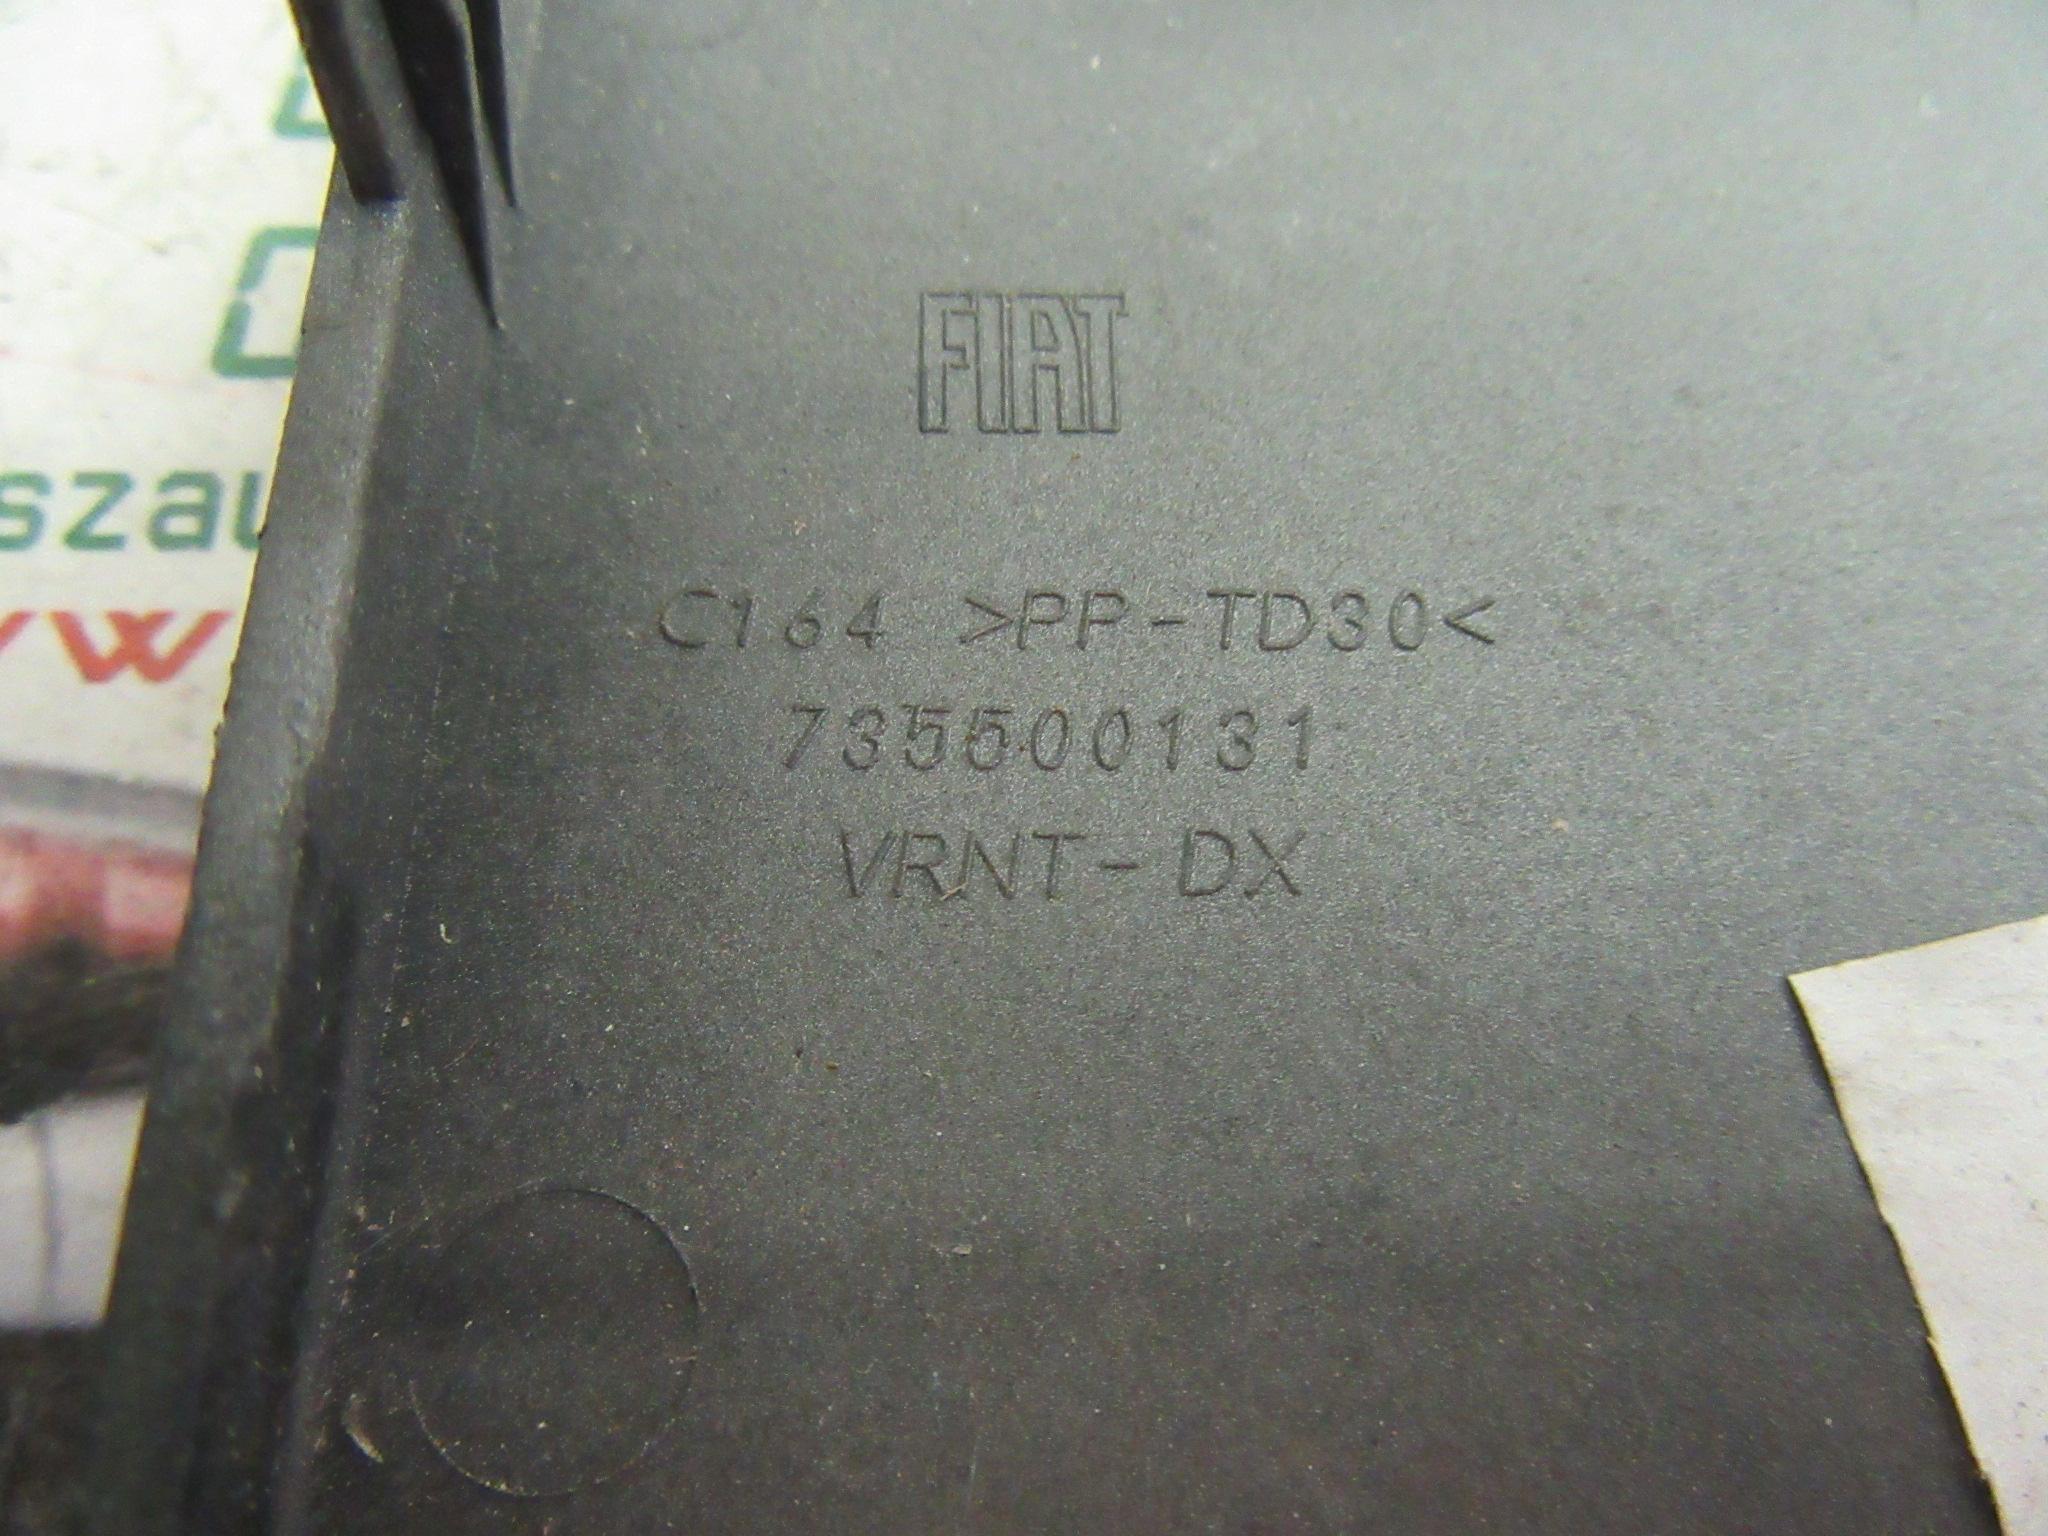 FIAT
C164 >PP-TD30<
735500131
VRNT-DX
szau